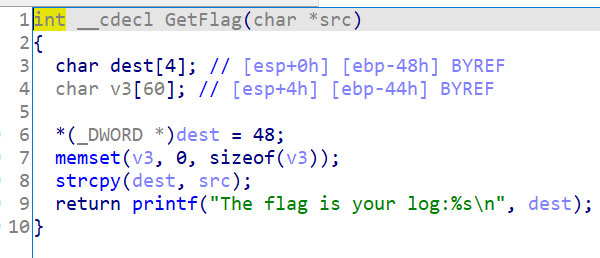 1 int __cdecl GetFlag(char *src)
2 {
3 char dest[4]; // [esp+0h] [ebp-48h] BYREF
4 char v3[60]; // [esp+4h] [ebp-44h] BYREF
5
6 *(_DWORD *)dest = 48;
7 memset(v3, 0, sizeof(v3));
8 strcpy(dest, src);
9 return printf("The flag is your log:%s\n", dest);
10 }